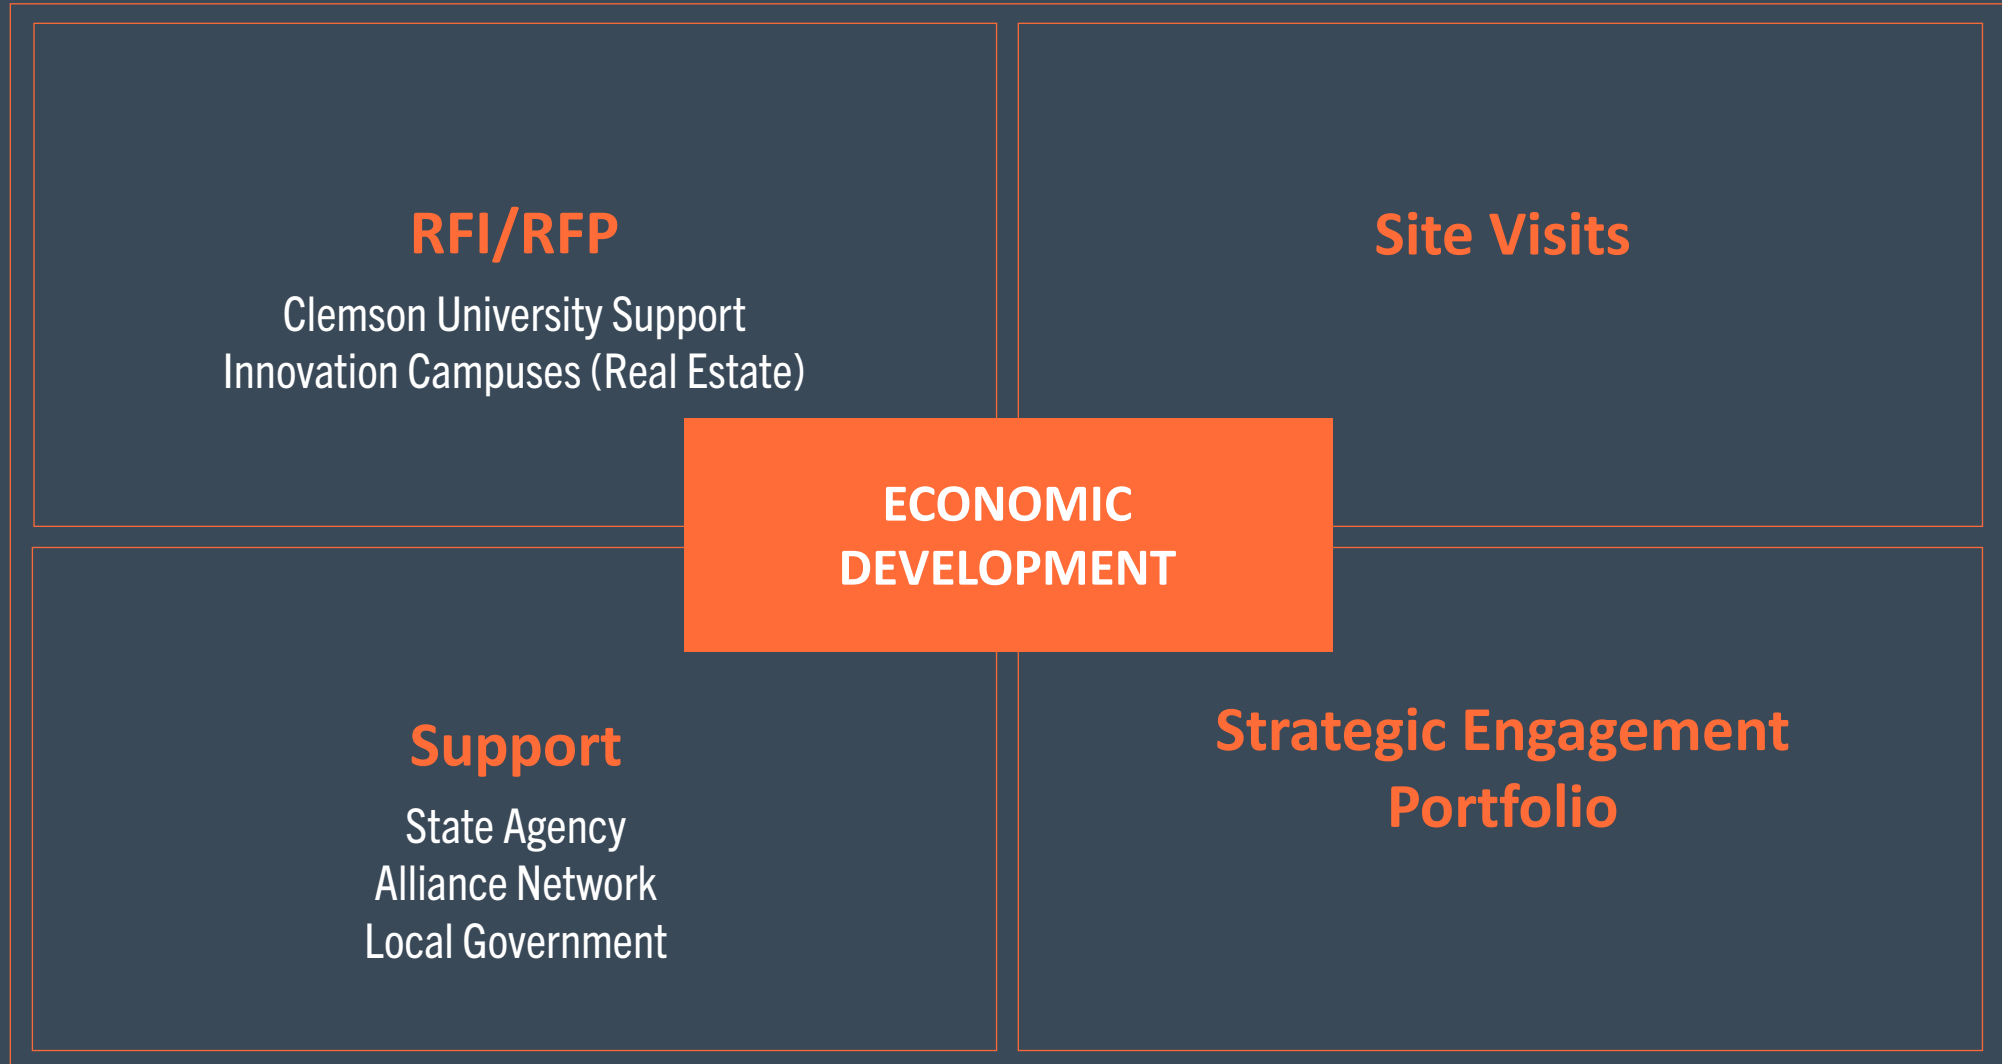 RFI/RFP
Clemson University Support
Innovation Campuses (Real Estate)
Site Visits
ECONOMIC
DEVELOPMENT
Support
State Agency
Alliance Network
Local Government
Strategic Engagement
Portfolio